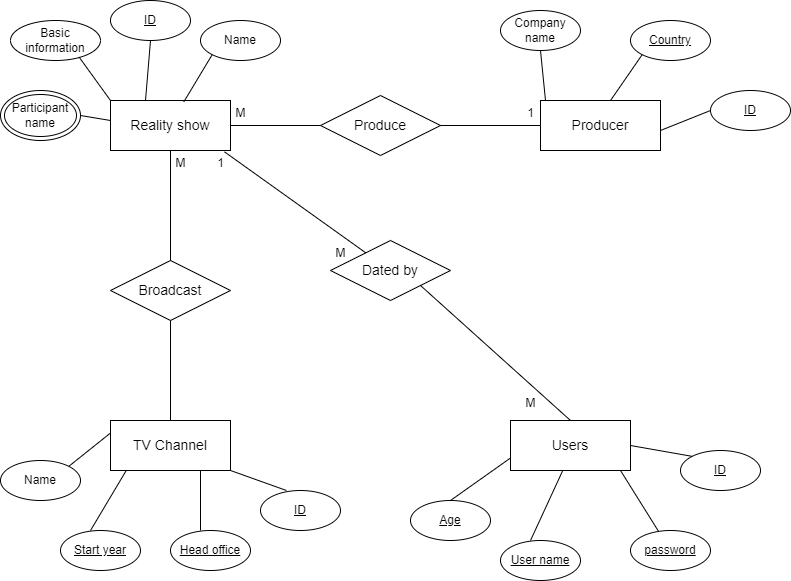 Basic
information
ID
Name
Company
name
Country
Participant
name
Reality show
M
Produce
1
Producer
ID
M
1
M
Dated by
Broadcast
M
TV Channel
Users
Name
ID
ID
Age
Start year
Head office
User name
password